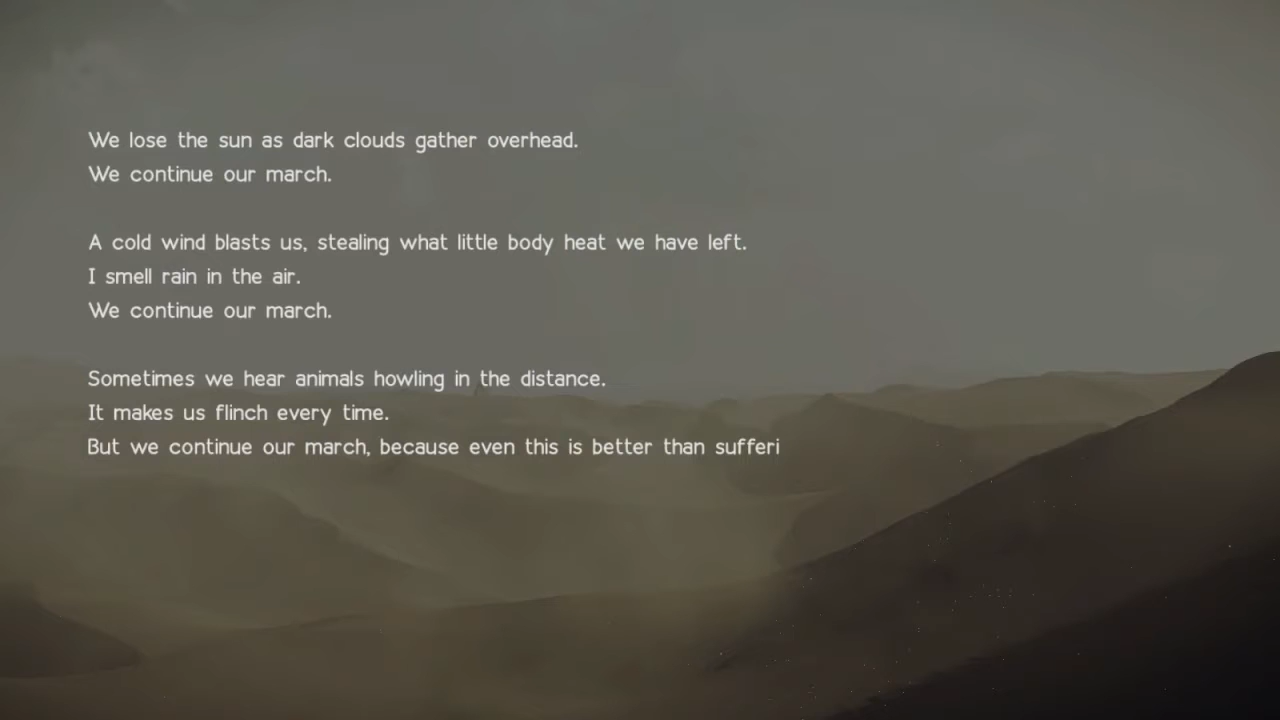 We lose the sun as dark clouds gather overhead.
We continue our march.
A cold wind blasts us, stealing what little body heat we have left.
I smell rain in the air.
We continue our march.
Sometimes we hear animals howling in the distance.
It makes us flinch every time.
But we continue our march, because even this is better than sufferi